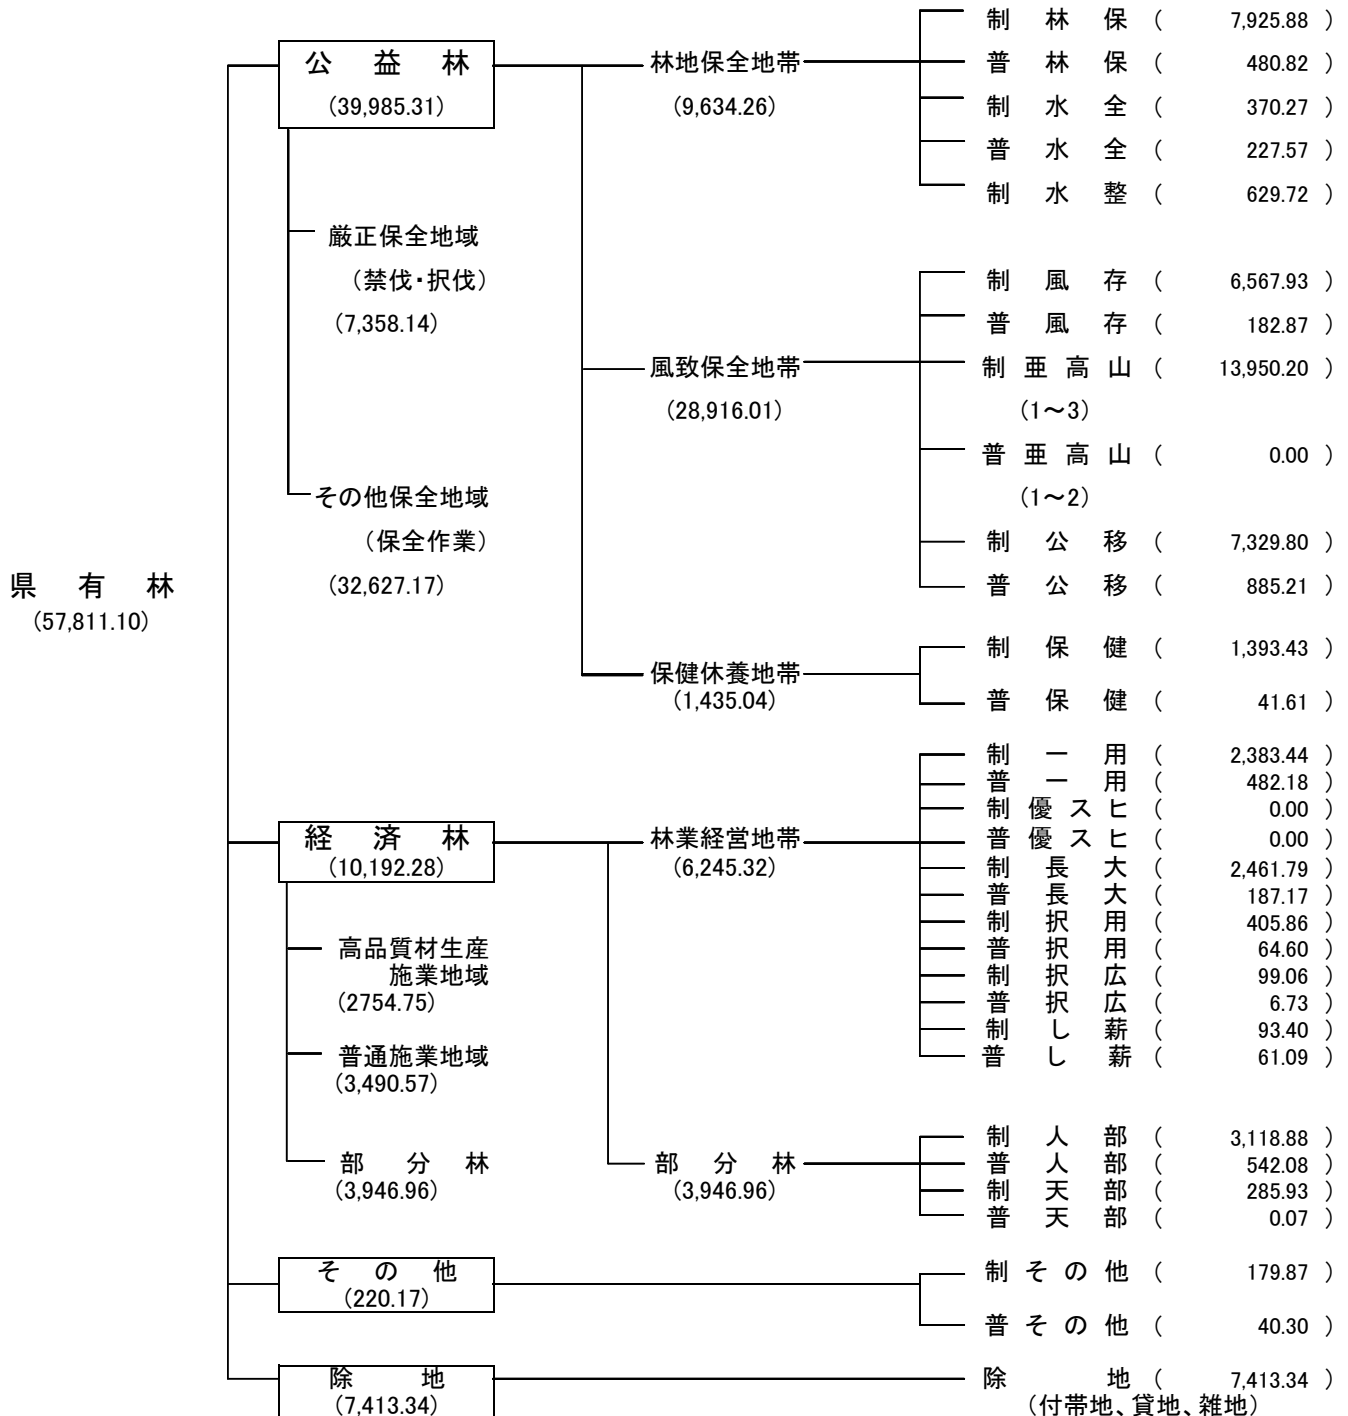 県 有 林
(57,811.10)
公 益 林
(39,985.31)
厳正保全地域
(禁伐・択伐)
(7,358.14)
その他保全地域
(保全作業)
(32,627.17)
林地保全地帯
(9,634.26)
制 林 保 ( 7,925.88 )
普 林 保 ( 480.82 )
制 水 全 ( 370.27 )
普 水 全 ( 227.57 )
制 水 整 ( 629.72 )
風致保全地帯
(28,916.01)
制 風 存 ( 6,567.93 )
普 風 存 ( 182.87 )
制 亜 高 山 ( 13,950.20 )
(1～3)
普 亜 高 山 ( 0.00 )
(1～2)
制 公 移 ( 7,329.80 )
普 公 移 ( 885.21 )
保健休養地帯
(1,435.04)
制 保 健 ( 1,393.43 )
普 保 健 ( 41.61 )
経 済 林
(10,192.28)
高品質材生産
施業地域
(2754.75)
普通施業地域
(3,490.57)
部 分 林
(3,946.96)
林業経営地帯
(6,245.32)
制 一 用 ( 2,383.44 )
普 一 用 ( 482.18 )
制 優 ス ヒ ( 0.00 )
普 優 ス ヒ ( 0.00 )
制 長 大 ( 2,461.79 )
普 長 大 ( 187.17 )
制 択 用 ( 405.86 )
普 択 用 ( 64.60 )
制 択 広 ( 99.06 )
普 択 広 ( 6.73 )
制 し 薪 ( 93.40 )
普 し 薪 ( 61.09 )
部 分 林
(3,946.96)
制 人 部 ( 3,118.88 )
普 人 部 ( 542.08 )
制 天 部 ( 285.93 )
普 天 部 ( 0.07 )
そ の 他
(220.17)
制 そ の 他 ( 179.87 )
普 そ の 他 ( 40.30 )
除 地
(7,413.34)
除 地 ( 7,413.34 )
(付帯地、貸地、雑地)